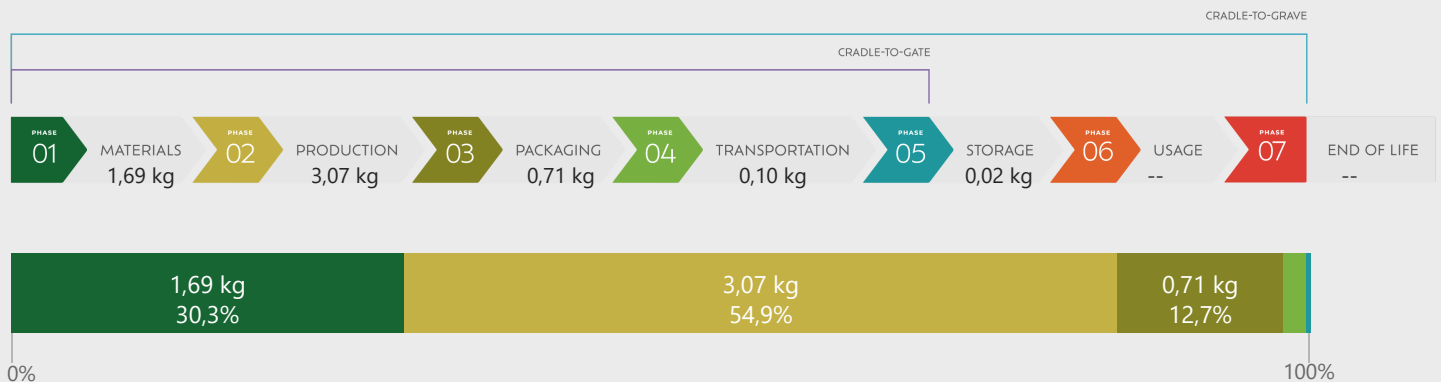 CRADLE-TO-GRAVE
CRADLE-TO-GATE
PHASE
01
MATERIALS
1,69 kg
PHASE
02
PRODUCTION
3,07 kg
PHASE
03
PACKAGING
0,71 kg
PHASE
04
TRANSPORTATION
0,10 kg
PHASE
05
STORAGE
0,02 kg
PHASE
06
USAGE
--
PHASE
07
END OF LIFE
--
1,69 kg
30,3%
3,07 kg
54,9%
0,71 kg
12,7%
0%
100%